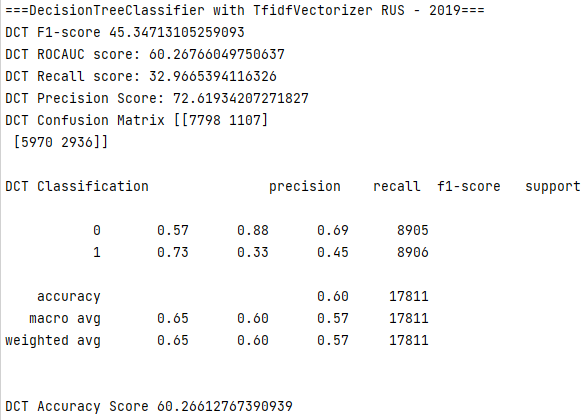 ===DecisionTreeClassifier with TfidfVectorizer RUS - 2019===
DCT F1-score 45.34713105259093
DCT ROCAUC score: 60.26766049750637
DCT Recall score: 32.9665394116326
DCT Precision Score: 72.61934207271827
DCT Confusion Matrix [[7798 1107]
 [5970 2936]]
DCT Classification               precision    recall  f1-score   support
           0       0.57      0.88      0.69      8905
           1       0.73      0.33      0.45      8906
    accuracy                           0.60     17811
   macro avg       0.65      0.60      0.57     17811
weighted avg       0.65      0.60      0.57     17811
DCT Accuracy Score 60.26612767390939